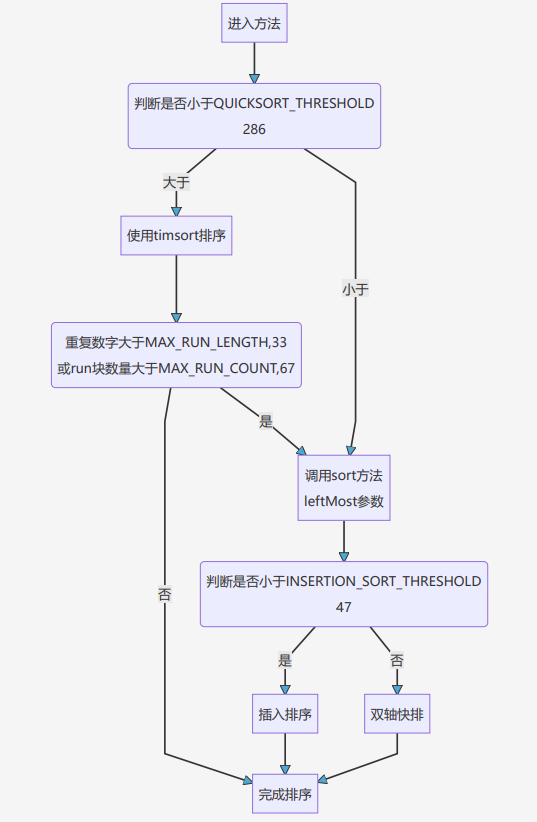 进入方法
判断是否小于QUICKSORT_THRESHOLD
286
大于
使用timsort排序
小于
重复数字大于MAX_RUN_LENGTH,33
或run块数量大于MAX_RUN_COUNT,67
是
调用sort方法
leftMost参数
判断是否小于INSERTION_SORT_THRESHOLD
47
否
是
否
插入排序
双轴快排
完成排序